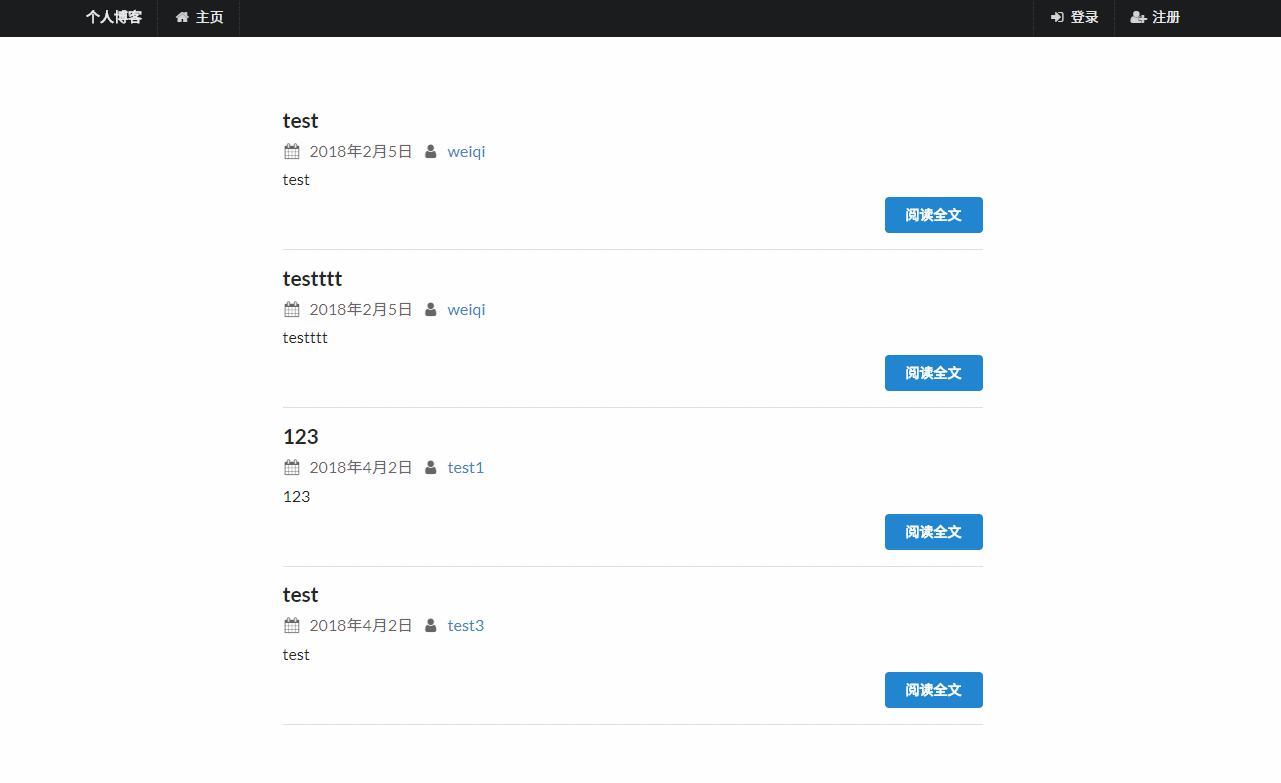 个人博客 主页 登录 注册
test
2018年2月5日 weiqi
test
阅读全文
testttt
2018年2月5日 weiqi
testttt
阅读全文
123
2018年4月2日 test1
123
阅读全文
test
2018年4月2日 test3
test
阅读全文